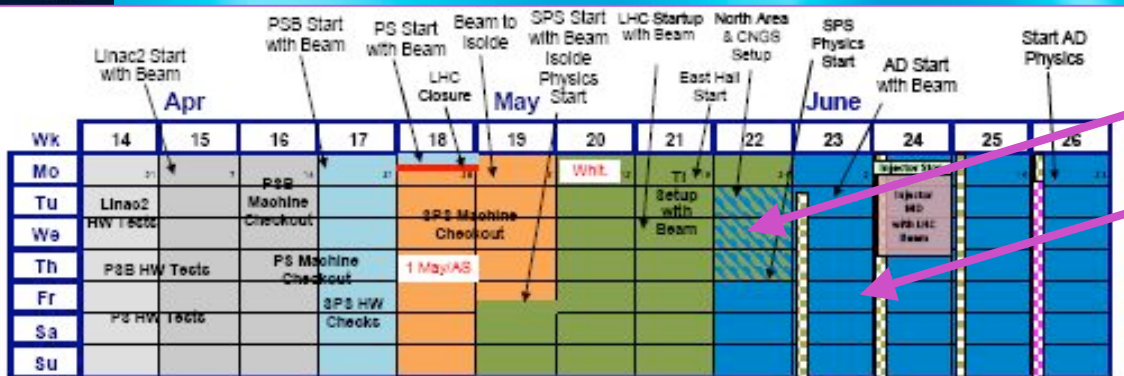 Linac2 Start
with Beam
PSB Start
with Beam
PS Start
with Beam
LHC
Closure
Beam to
Isolde
SPS Start
with Beam
Isolde
Physics
Start
LHC Startup
with Beam
East Hall
Start
North Area
& CNGS
Setup
SPS
Physics
Start
AD Start
with Beam
Start AD
Physics
Apr
May
June
Wk 14 15 16 17 18 19 20 21 22 23 24 25 26
Mo
Tu
We
Th
Fr
Sa
Su
Linac2
HW Tests
PSB HW Tests
PS HW Tests
PSB
Machine
Checkout
PS Machine
Checkout
SPS HW
Checks
1 May/AS
SPS Machine
Checkout
Whit.
TI
Setup
with
Beam
Injector
MD
with LHC
Beam